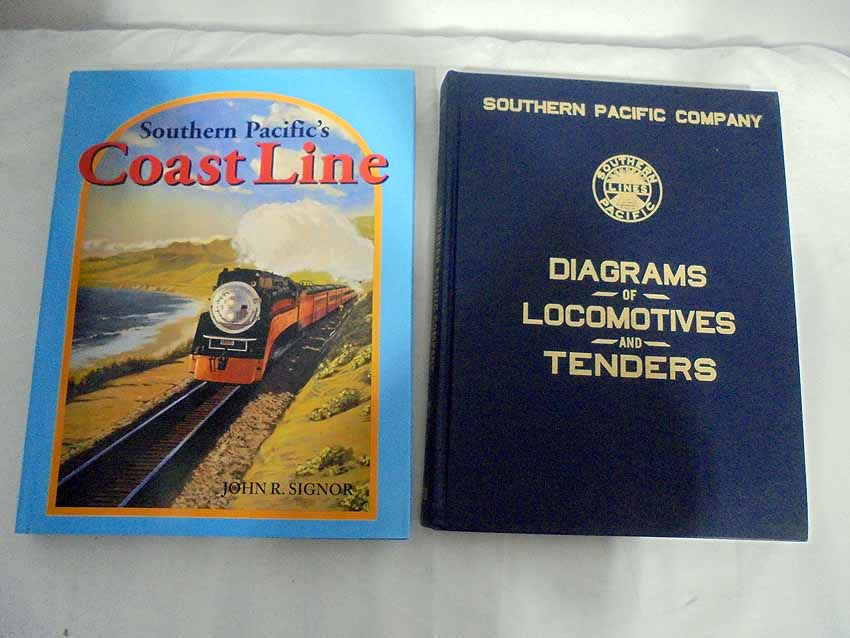 Southern Pacific's
Coast Line
JOHN R. SIGNOR
SOUTHERN PACIFIC COMPANY
SOUTHERN
LINES
PACIFIC
DIAGRAMS
OF
LOCOMOTIVES
AND
TENDERS